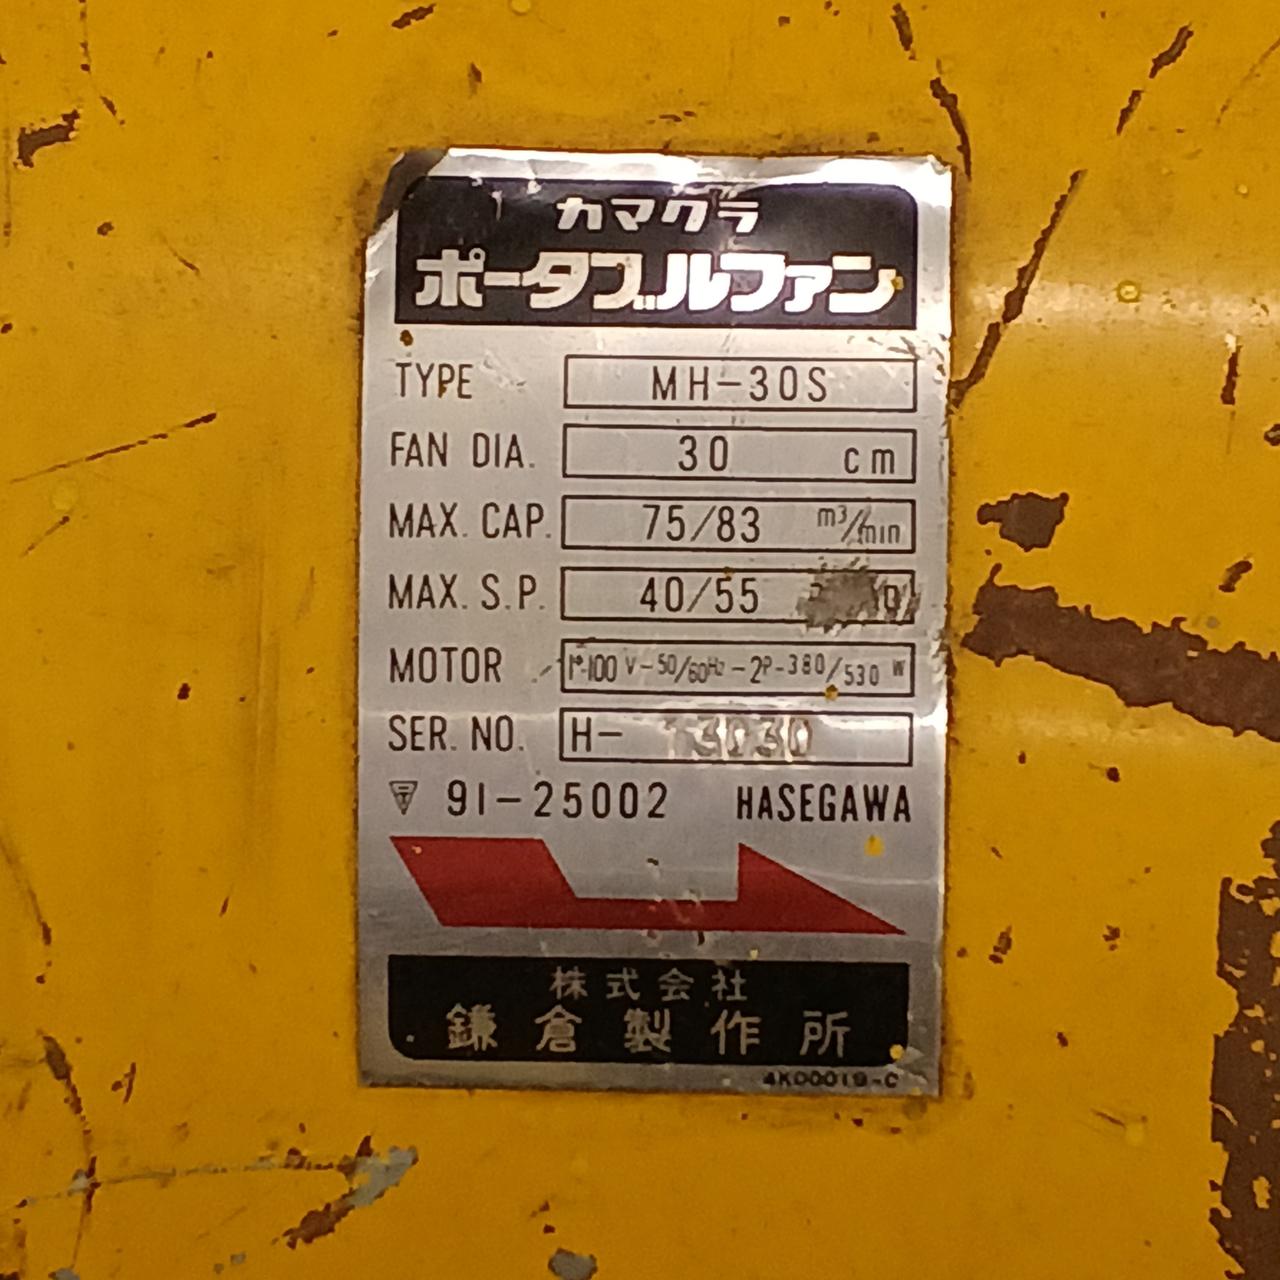 カマクラ
ポータブルファン
TYPE MH-30S
FAN DIA. 30 cm
MAX. CAP. 75/83 m³/min
MAX. S.P. 40/55
MOTOR 1ᵠ-100 V-50/60Hz-2P-380/530 W
SER. NO. H- 13030
91-25002 HASEGAWA
株式会社
鎌倉製作所
4KD0019-C